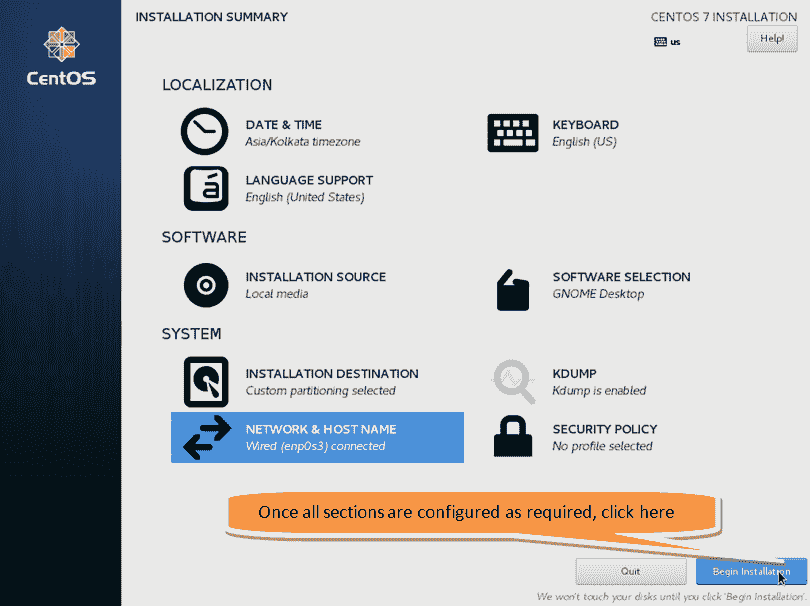 INSTALLATION SUMMARY
CENTOS 7 INSTALLATION
us
Help!
CentOS
LOCALIZATION
DATE & TIME
Asia/Kolkata timezone
KEYBOARD
English (US)
á
LANGUAGE SUPPORT
English (United States)
SOFTWARE
INSTALLATION SOURCE
Local media
SOFTWARE SELECTION
GNOME Desktop
SYSTEM
INSTALLATION DESTINATION
Custom partitioning selected
KDUMP
Kdump is enabled
NETWORK & HOST NAME
Wired (enp0s3) connected
SECURITY POLICY
No profile selected
Once all sections are configured as required, click here
Quit
Begin Installation
We won't touch your disks until you click 'Begin Installation'.